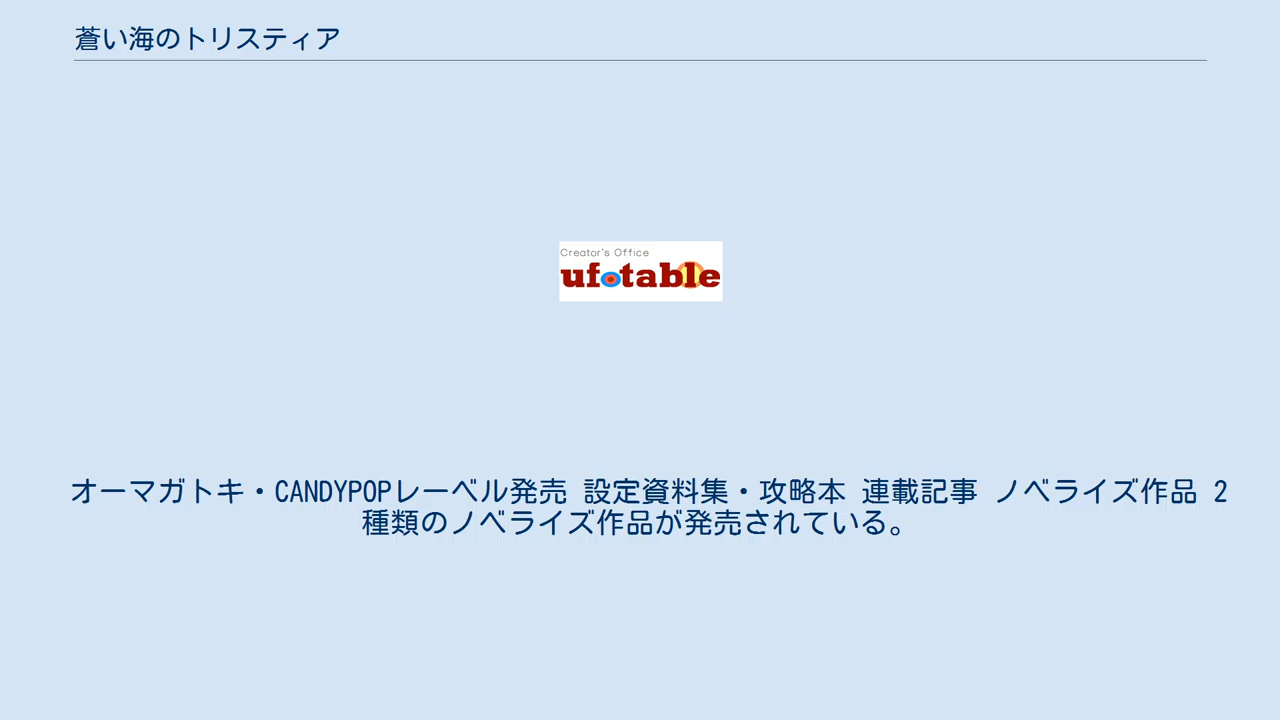 蒼い海のトリスティア
Creator's Office
ufotable
オーマガトキ・CANDYPOPレーベル発売 設定資料集・攻略本 連載記事 ノベライズ作品 2
種類のノベライズ作品が発売されている。